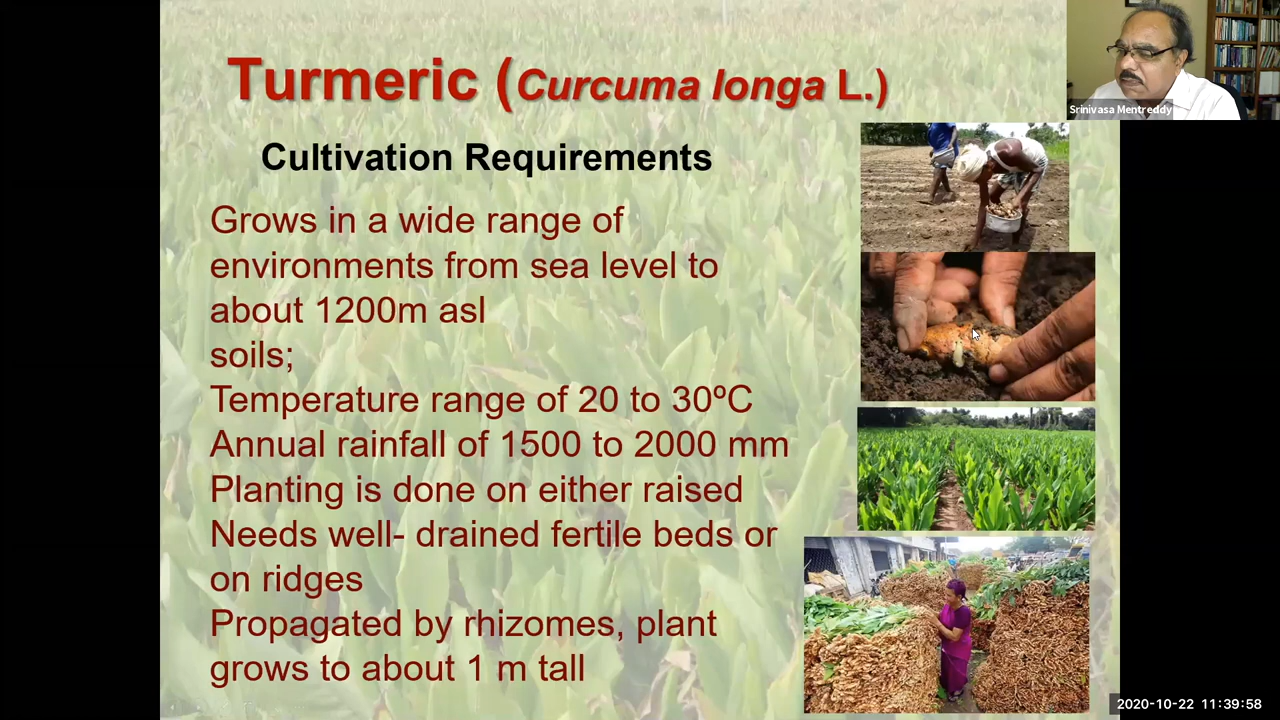 Turmeric (Curcuma longa L.)
Cultivation Requirements
Grows in a wide range of
environments from sea level to
about 1200m asl
soils;
Temperature range of 20 to 30ºC
Annual rainfall of 1500 to 2000 mm
Planting is done on either raised
Needs well- drained fertile beds or
on ridges
Propagated by rhizomes, plant
grows to about 1 m tall
Srinivasa Mentreddy
2020-10-22 11:39:58